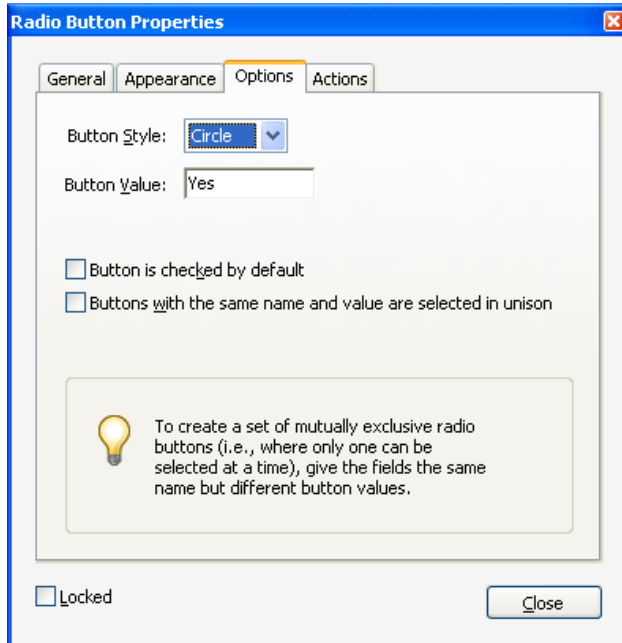 Radio Button Properties
General Appearance Options Actions
Button Style: Circle
Button Value: Yes
Button is checked by default
Buttons with the same name and value are selected in unison
To create a set of mutually exclusive radio
buttons (i.e., where only one can be
selected at a time), give the fields the same
name but different button values.
Locked
Close